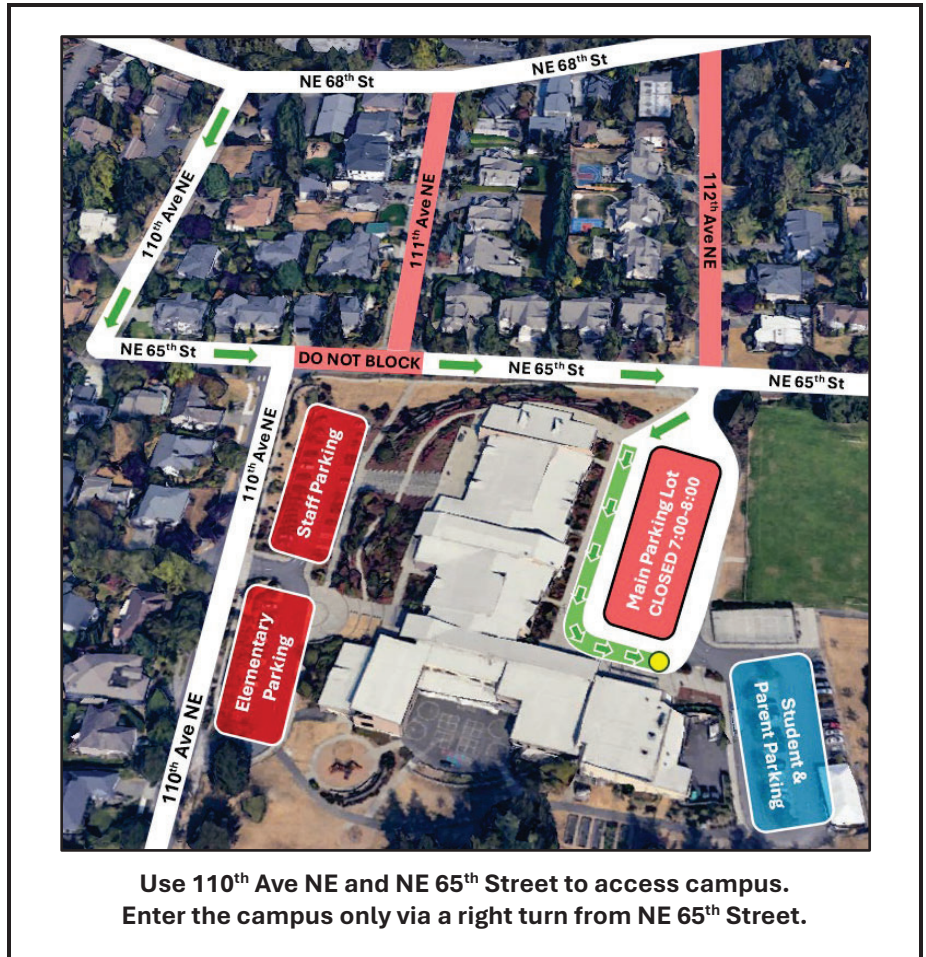 NE 68th St
NE 68th St
110th Ave NE
111th Ave NE
112th Ave NE
NE 65th St
DO NOT BLOCK
NE 65th St
NE 65th St
110th Ave NE
Staff Parking
Main Parking Lot
CLOSED 7:00-8:00
Elementary
Parking
Student &
Parent Parking
110th Ave NE
Use 110th Ave NE and NE 65th Street to access campus.
Enter the campus only via a right turn from NE 65th Street.